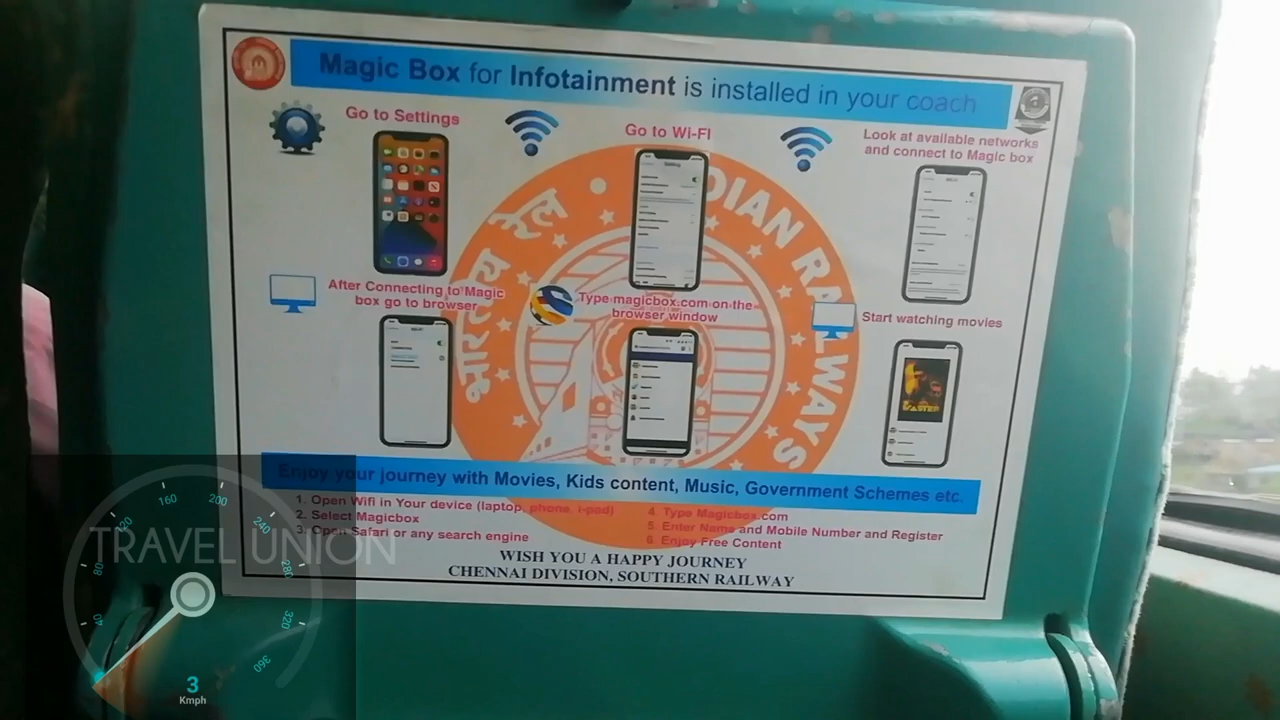 Magic Box for Infotainment is installed in your coach
Go to Settings
Go to Wi-FI
Look at available networks
and connect to Magic box
भारतीय रेल
INDIAN RAILWAYS
After Connecting to Magic
box go to browser
Type magicbox.com on the
browser window
Start watching movies
MASTER
Enjoy your journey with Movies, Kids content, Music, Government Schemes etc.
1. Open Wifi in Your device (laptop, phone, i-pad)
2. Select Magicbox
3. Open Safari or any search engine
4. Type Magicbox.com
5 Enter Name and Mobile Number and Register
6. Enjoy Free Content
WISH YOU A HAPPY JOURNEY
CHENNAI DIVISION, SOUTHERN RAILWAY
TRAVEL UNION
40
80
120
160
200
240
280
320
360
3
Kmph